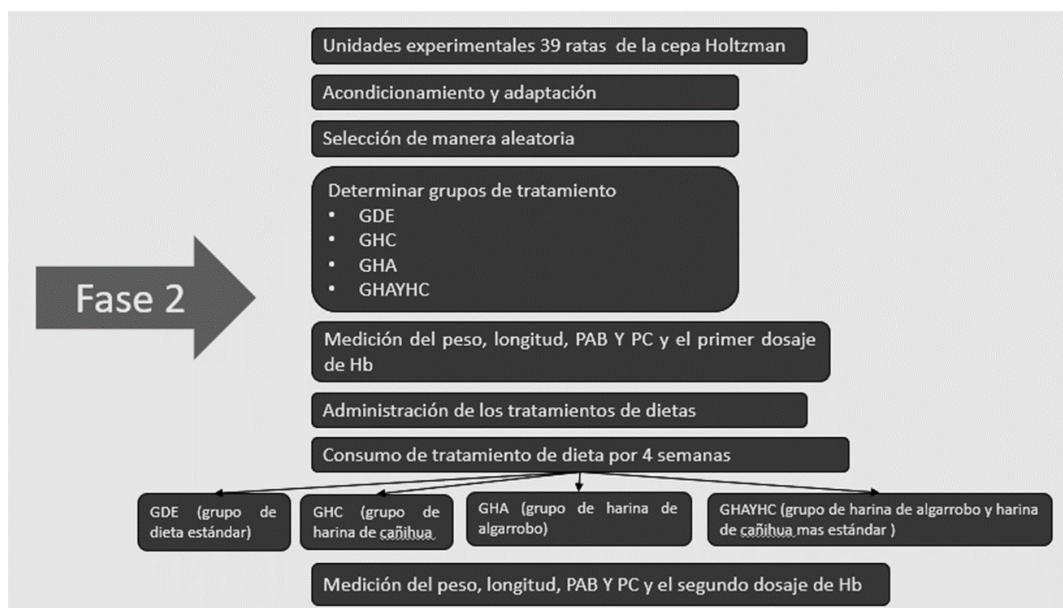 Unidades experimentales 39 ratas de la cepa Holtzman
Acondicionamiento y adaptación
Selección de manera aleatoria
Determinar grupos de tratamiento
• GDE
• GHC
• GHA
• GHAYHC
Fase 2
Medición del peso, longitud, PAB Y PC y el primer dosaje
de Hb
Administración de los tratamientos de dietas
Consumo de tratamiento de dieta por 4 semanas
GDE (grupo de
dieta estándar)
GHC (grupo de
harina de cañihua
GHA (grupo de harina de
algarrobo)
GHAYHC (grupo de harina de algarrobo y harina
de cañihua mas estándar )
Medición del peso, longitud, PAB Y PC y el segundo dosaje de Hb